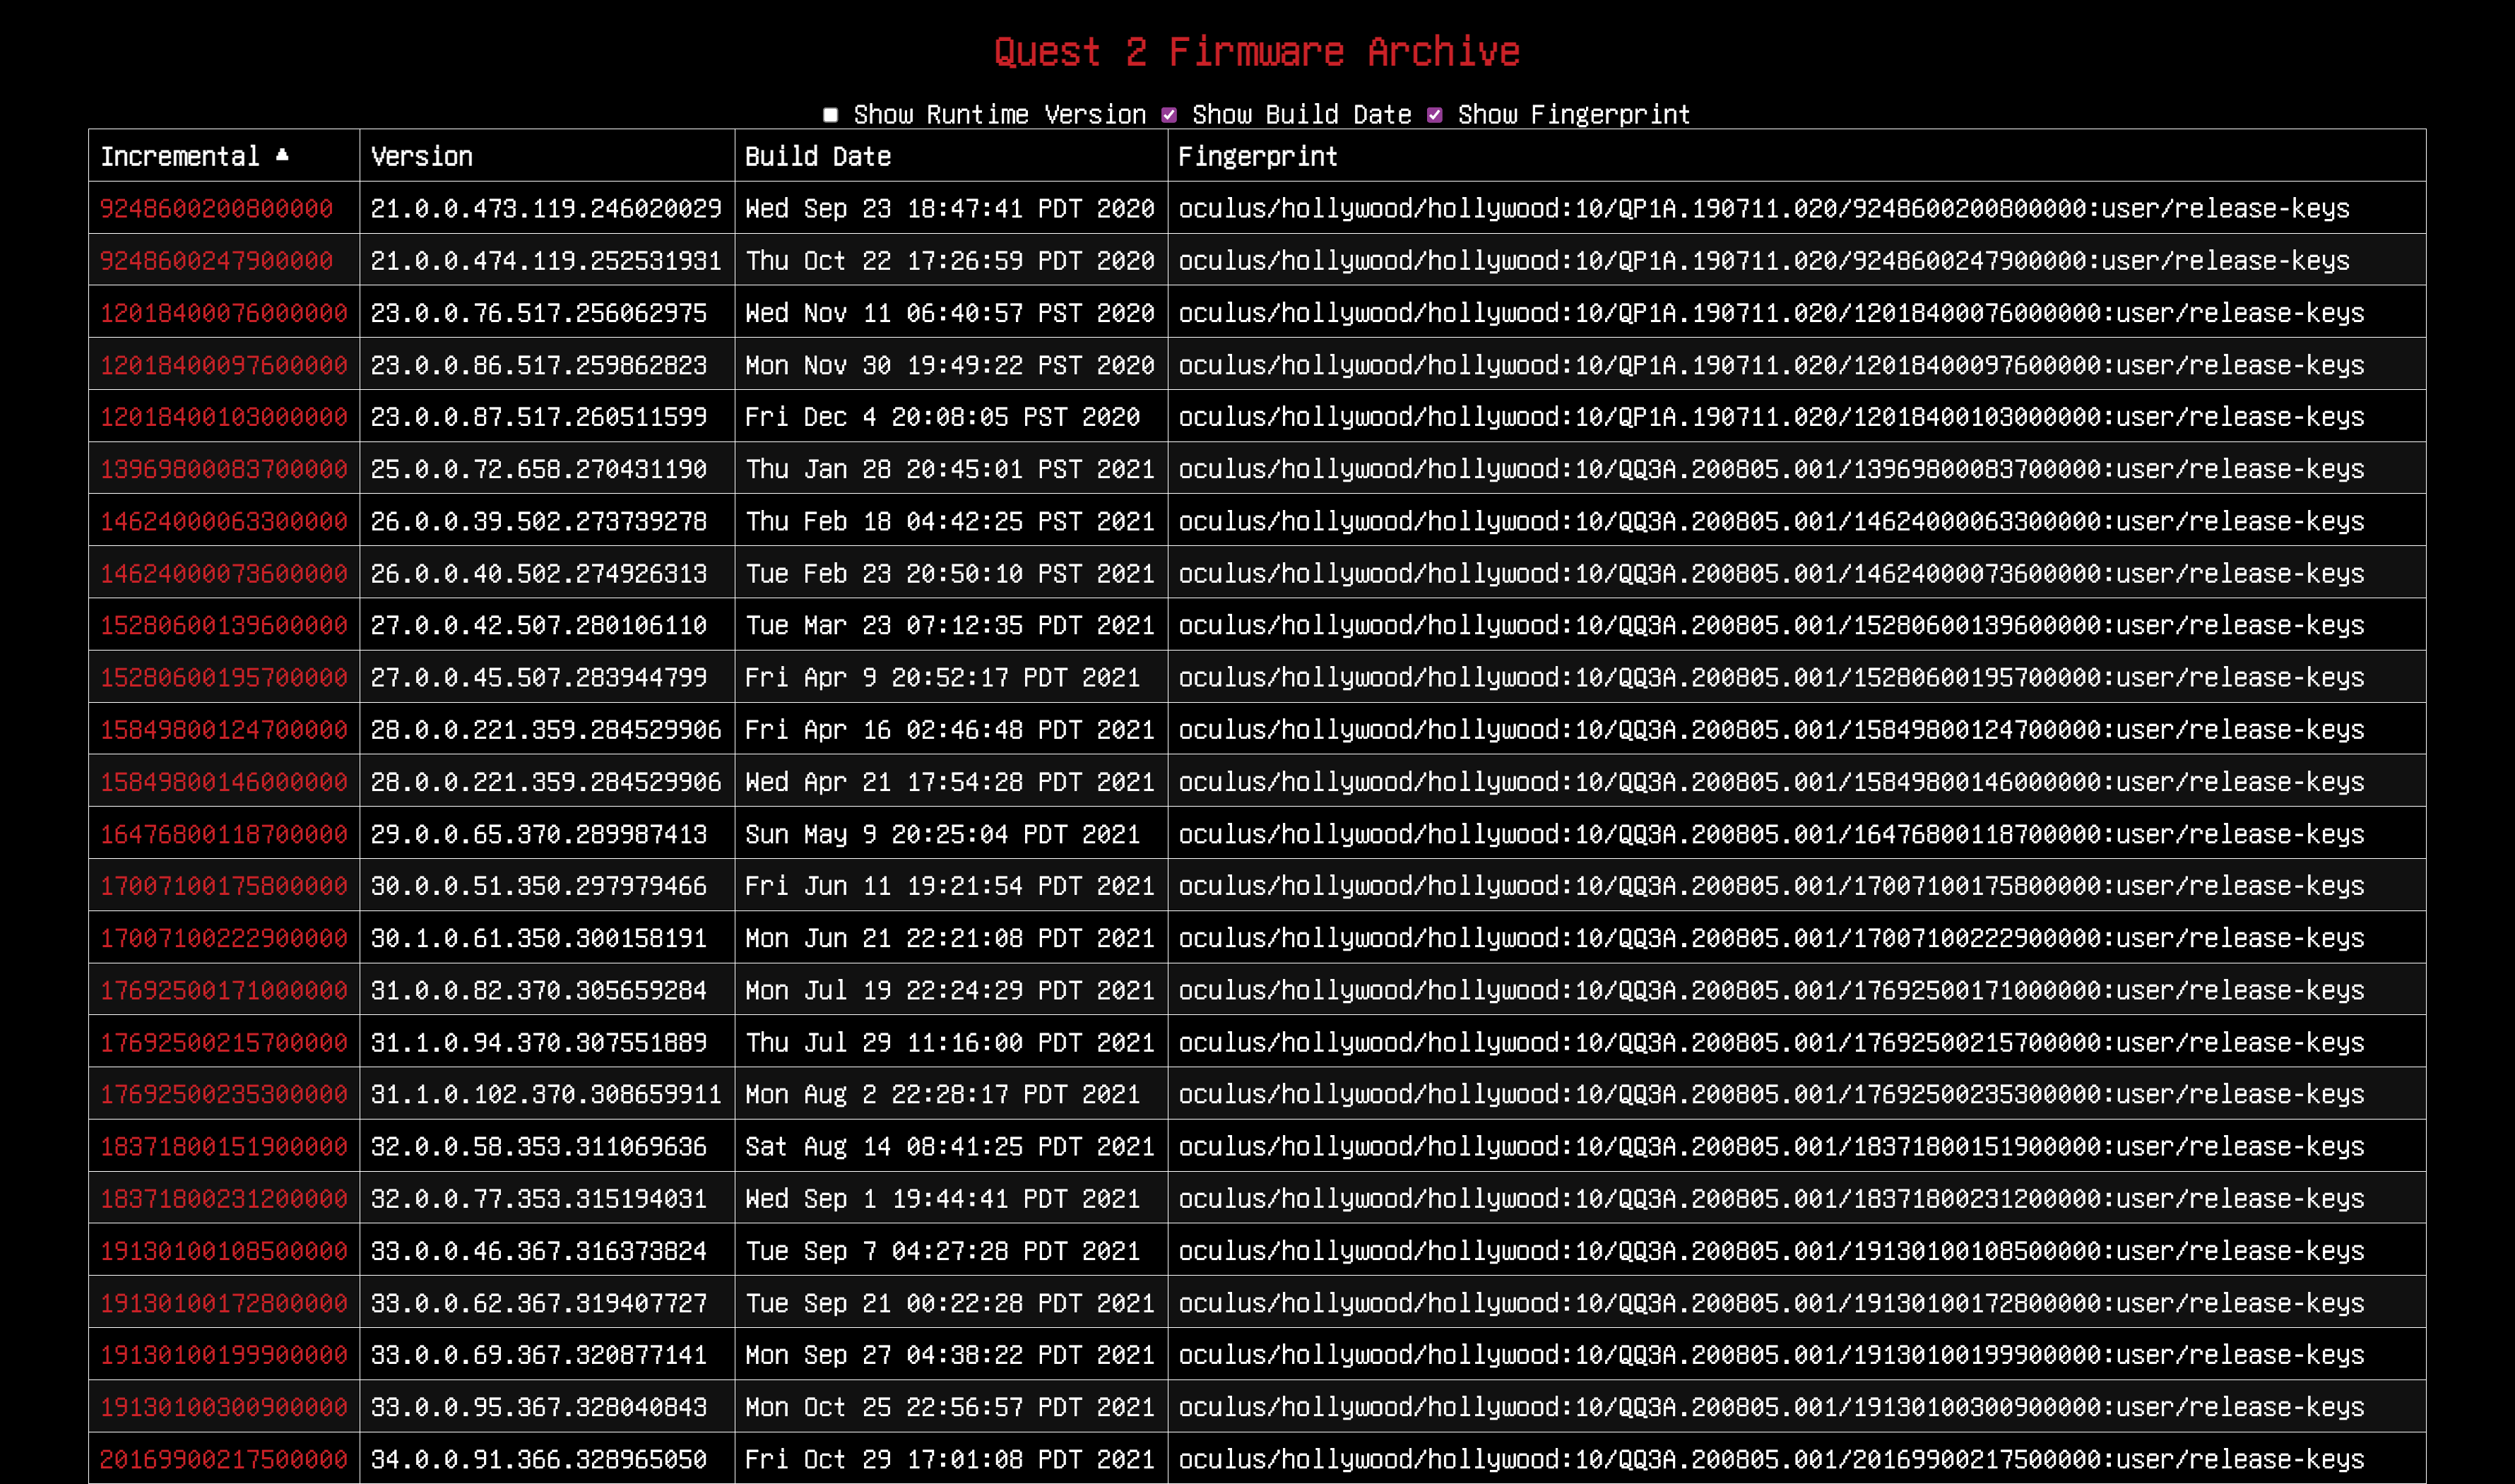 Quest 2 Firmware Archive
Show Runtime Version Show Build Date Show Fingerprint
Incremental ▲ Version Build Date Fingerprint
9248600200800000 21.0.0.473.119.246020029 Wed Sep 23 18:47:41 PDT 2020 oculus/hollywood/hollywood:10/QP1A.190711.020/9248600200800000:user/release-keys
9248600247900000 21.0.0.474.119.252531931 Thu Oct 22 17:26:59 PDT 2020 oculus/hollywood/hollywood:10/QP1A.190711.020/9248600247900000:user/release-keys
12018400076000000 23.0.0.76.517.256062975 Wed Nov 11 06:40:57 PST 2020 oculus/hollywood/hollywood:10/QP1A.190711.020/12018400076000000:user/release-keys
12018400097600000 23.0.0.86.517.259862823 Mon Nov 30 19:49:22 PST 2020 oculus/hollywood/hollywood:10/QP1A.190711.020/12018400097600000:user/release-keys
12018400103000000 23.0.0.87.517.260511599 Fri Dec 4 20:08:05 PST 2020 oculus/hollywood/hollywood:10/QP1A.190711.020/12018400103000000:user/release-keys
13969800083700000 25.0.0.72.658.270431190 Thu Jan 28 20:45:01 PST 2021 oculus/hollywood/hollywood:10/QQ3A.200805.001/13969800083700000:user/release-keys
14624000063300000 26.0.0.39.502.273739278 Thu Feb 18 04:42:25 PST 2021 oculus/hollywood/hollywood:10/QQ3A.200805.001/14624000063300000:user/release-keys
14624000073600000 26.0.0.40.502.274926313 Tue Feb 23 20:50:10 PST 2021 oculus/hollywood/hollywood:10/QQ3A.200805.001/14624000073600000:user/release-keys
15280600139600000 27.0.0.42.507.280106110 Tue Mar 23 07:12:35 PDT 2021 oculus/hollywood/hollywood:10/QQ3A.200805.001/15280600139600000:user/release-keys
15280600195700000 27.0.0.45.507.283944799 Fri Apr 9 20:52:17 PDT 2021 oculus/hollywood/hollywood:10/QQ3A.200805.001/15280600195700000:user/release-keys
15849800124700000 28.0.0.221.359.284529906 Fri Apr 16 02:46:48 PDT 2021 oculus/hollywood/hollywood:10/QQ3A.200805.001/15849800124700000:user/release-keys
15849800146000000 28.0.0.221.359.284529906 Wed Apr 21 17:54:28 PDT 2021 oculus/hollywood/hollywood:10/QQ3A.200805.001/15849800146000000:user/release-keys
16476800118700000 29.0.0.65.370.289987413 Sun May 9 20:25:04 PDT 2021 oculus/hollywood/hollywood:10/QQ3A.200805.001/16476800118700000:user/release-keys
17007100175800000 30.0.0.51.350.297979466 Fri Jun 11 19:21:54 PDT 2021 oculus/hollywood/hollywood:10/QQ3A.200805.001/17007100175800000:user/release-keys
17007100222900000 30.1.0.61.350.300158191 Mon Jun 21 22:21:08 PDT 2021 oculus/hollywood/hollywood:10/QQ3A.200805.001/17007100222900000:user/release-keys
17692500171000000 31.0.0.82.370.305659284 Mon Jul 19 22:24:29 PDT 2021 oculus/hollywood/hollywood:10/QQ3A.200805.001/17692500171000000:user/release-keys
17692500215700000 31.1.0.94.370.307551889 Thu Jul 29 11:16:00 PDT 2021 oculus/hollywood/hollywood:10/QQ3A.200805.001/17692500215700000:user/release-keys
17692500235300000 31.1.0.102.370.308659911 Mon Aug 2 22:28:17 PDT 2021 oculus/hollywood/hollywood:10/QQ3A.200805.001/17692500235300000:user/release-keys
18371800151900000 32.0.0.58.353.311069636 Sat Aug 14 08:41:25 PDT 2021 oculus/hollywood/hollywood:10/QQ3A.200805.001/18371800151900000:user/release-keys
18371800231200000 32.0.0.77.353.315194031 Wed Sep 1 19:44:41 PDT 2021 oculus/hollywood/hollywood:10/QQ3A.200805.001/18371800231200000:user/release-keys
19130100108500000 33.0.0.46.367.316373824 Tue Sep 7 04:27:28 PDT 2021 oculus/hollywood/hollywood:10/QQ3A.200805.001/19130100108500000:user/release-keys
19130100172800000 33.0.0.62.367.319407727 Tue Sep 21 00:22:28 PDT 2021 oculus/hollywood/hollywood:10/QQ3A.200805.001/19130100172800000:user/release-keys
19130100199900000 33.0.0.69.367.320877141 Mon Sep 27 04:38:22 PDT 2021 oculus/hollywood/hollywood:10/QQ3A.200805.001/19130100199900000:user/release-keys
19130100300900000 33.0.0.95.367.328040843 Mon Oct 25 22:56:57 PDT 2021 oculus/hollywood/hollywood:10/QQ3A.200805.001/19130100300900000:user/release-keys
20169900217500000 34.0.0.91.366.328965050 Fri Oct 29 17:01:08 PDT 2021 oculus/hollywood/hollywood:10/QQ3A.200805.001/20169900217500000:user/release-keys